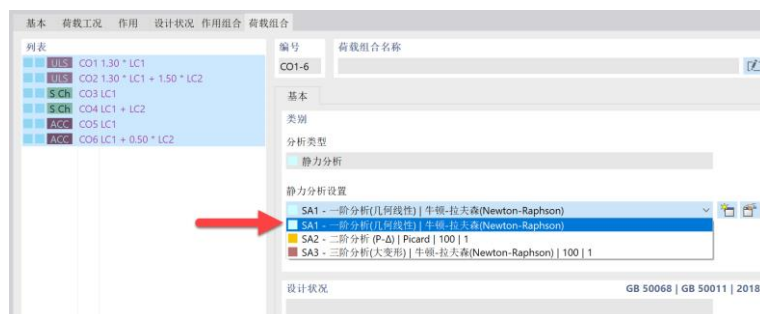 基本 荷载工况 作用 设计状况 作用组合 荷载组合
列表
ULS CO1 1.30 * LC1
ULS CO2 1.30 * LC1 + 1.50 * LC2
S Ch CO3 LC1
S Ch CO4 LC1 + LC2
ACC CO5 LC1
ACC CO6 LC1 + 0.50 * LC2
编号 荷载组合名称
CO1-6
基本
类别
分析类型
静力分析
静力分析设置
SA1 - 一阶分析(几何线性) | 牛顿-拉夫森(Newton-Raphson)
SA1 - 一阶分析(几何线性) | 牛顿-拉夫森(Newton-Raphson)
SA2 - 二阶分析 (P-Δ) | Picard | 100 | 1
SA3 - 三阶分析(大变形) | 牛顿-拉夫森(Newton-Raphson) | 100 | 1
设计状况 GB 50068 | GB 50011 | 2018